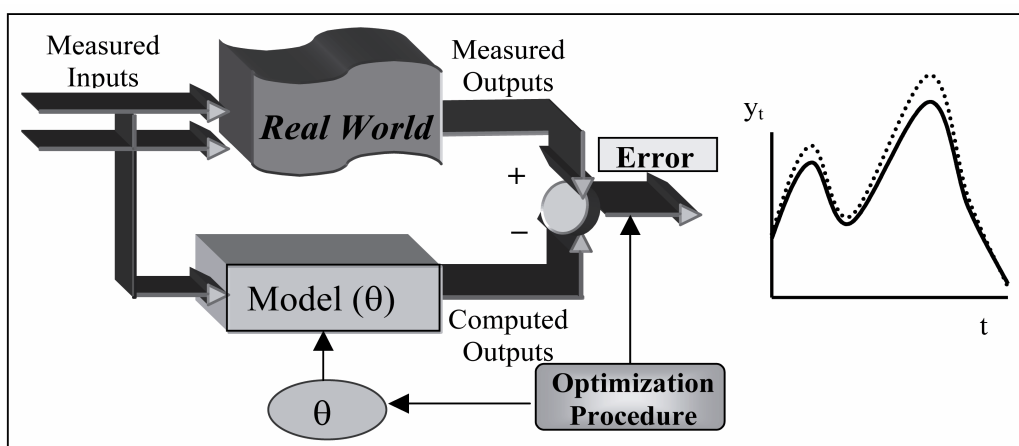 Measured
Inputs
Real World
Measured
Outputs
Error
+
−
Model (θ)
Computed
Outputs
θ
Optimization
Procedure
yt
t